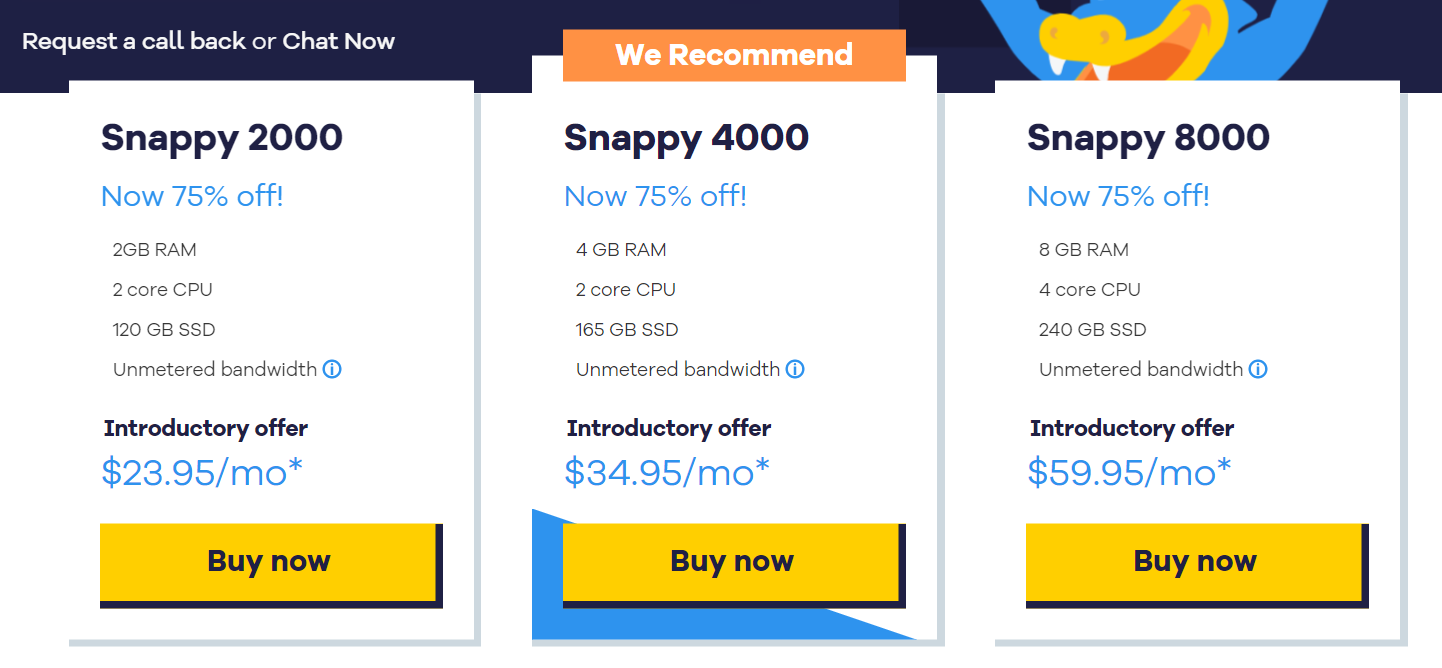 Request a call back or Chat Now
We Recommend
Snappy 2000
Now 75% off!
2GB RAM
2 core CPU
120 GB SSD
Unmetered bandwidth
Introductory offer
$23.95/mo*
Buy now
Snappy 4000
Now 75% off!
4 GB RAM
2 core CPU
165 GB SSD
Unmetered bandwidth
Introductory offer
$34.95/mo*
Buy now
Snappy 8000
Now 75% off!
8 GB RAM
4 core CPU
240 GB SSD
Unmetered bandwidth
Introductory offer
$59.95/mo*
Buy now